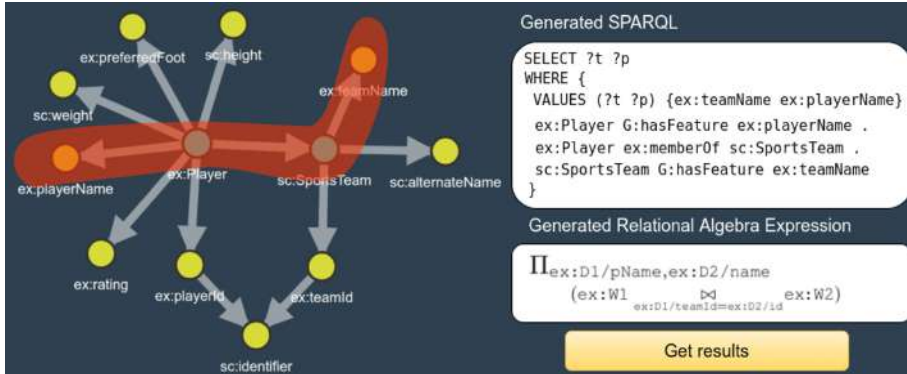 ex:preferredFoot
sc:height
ex:teamName
sc:weight
ex:playerName
ex:Player
sc:SportsTeam
sc:alternateName
ex:rating
ex:playerId
ex:teamId
sc:identifier
Generated SPARQL
SELECT ?t ?p
WHERE {
VALUES (?t ?p) {ex:teamName ex:playerName}
ex:Player G:hasFeature ex:playerName .
ex:Player ex:memberOf sc:SportsTeam .
sc:SportsTeam G:hasFeature ex:teamName
}
Generated Relational Algebra Expression
Πex:D1/pName,ex:D2/name
(ex:W1 ⋈ ex:W2)
ex:D1/teamId=ex:D2/id
Get results